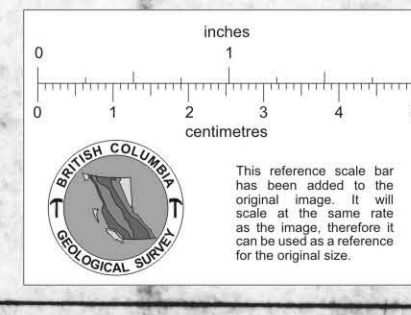 inches
0 1
0 1 2 3 4
centimetres
BRITISH COLUMBIA
GEOLOGICAL SURVEY
This reference scale bar
has been added to the
original image. It will
scale at the same rate
as the image, therefore it
can be used as a reference
for the original size.